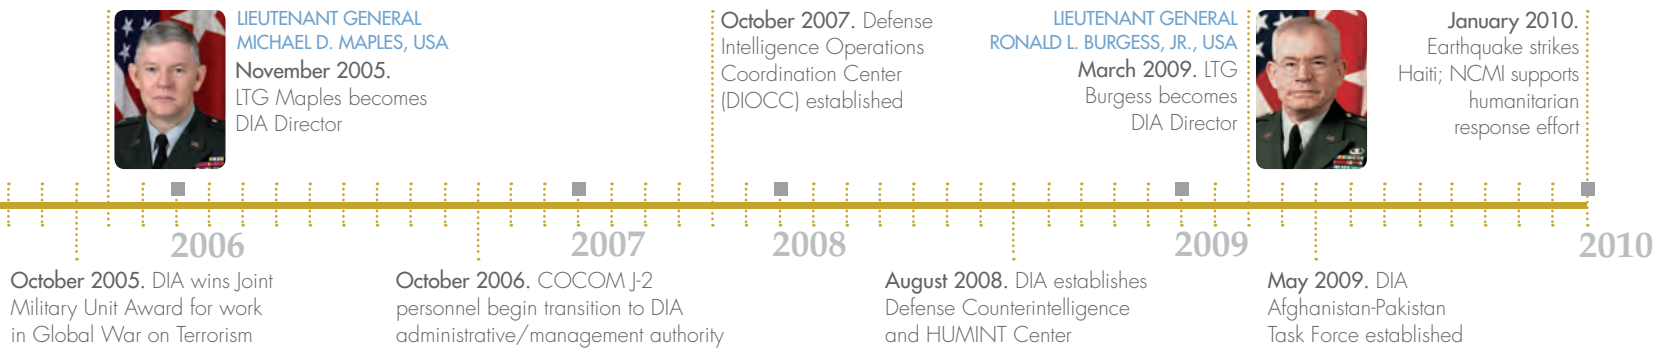 LIEUTENANT GENERAL
MICHAEL D. MAPLES, USA
November 2005.
LTG Maples becomes
DIA Director
October 2007. Defense
Intelligence Operations
Coordination Center
(DIOCC) established
LIEUTENANT GENERAL
RONALD L. BURGESS, JR., USA
March 2009. LTG
Burgess becomes
DIA Director
January 2010.
Earthquake strikes
Haiti; NCMI supports
humanitarian
response effort
2006
2007
2008
2009
2010
October 2005. DIA wins Joint
Military Unit Award for work
in Global War on Terrorism
October 2006. COCOM J-2
personnel begin transition to DIA
administrative/management authority
August 2008. DIA establishes
Defense Counterintelligence
and HUMINT Center
May 2009. DIA
Afghanistan-Pakistan
Task Force established